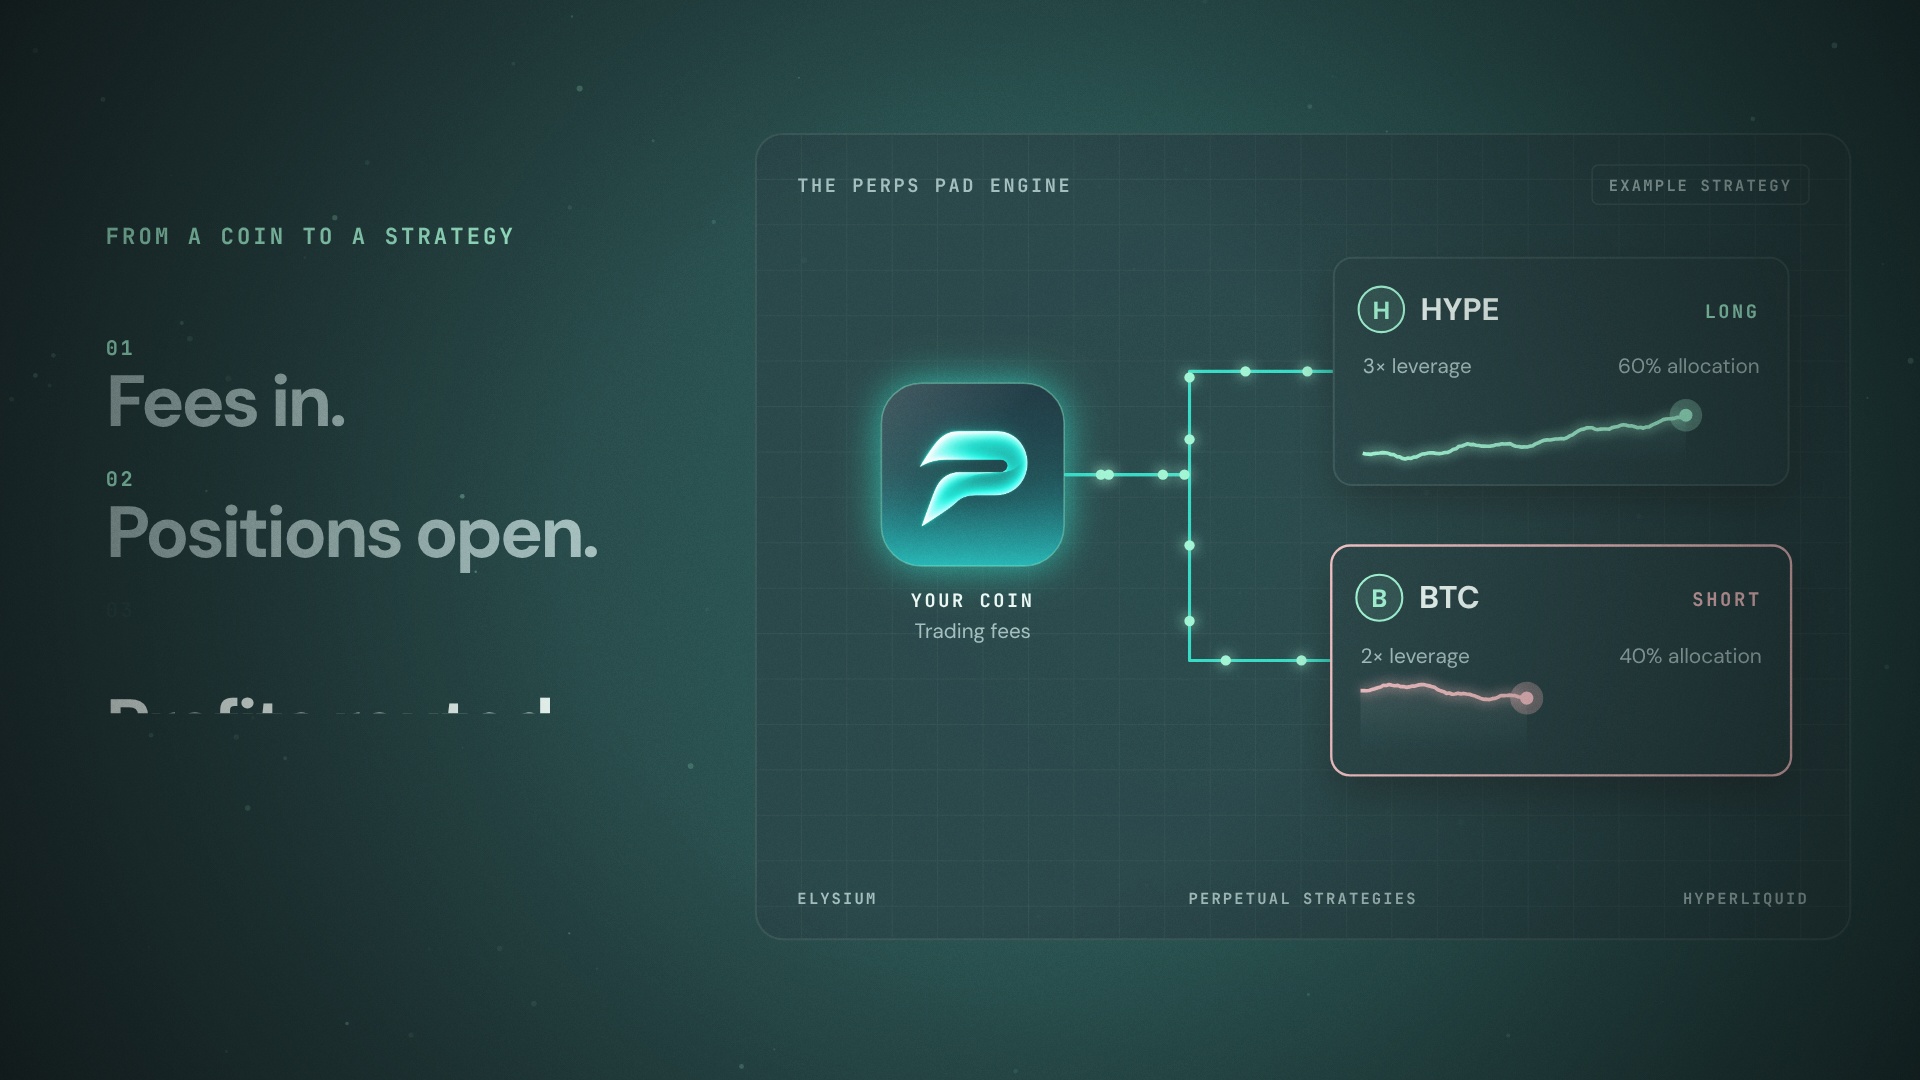 FROM A COIN TO A STRATEGY
01
Fees in.
02
Positions open.
03
THE PERPS PAD ENGINE
EXAMPLE STRATEGY
H HYPE LONG
3× leverage 60% allocation
YOUR COIN
Trading fees
B BTC SHORT
2× leverage 40% allocation
ELYSIUM PERPETUAL STRATEGIES HYPERLIQUID